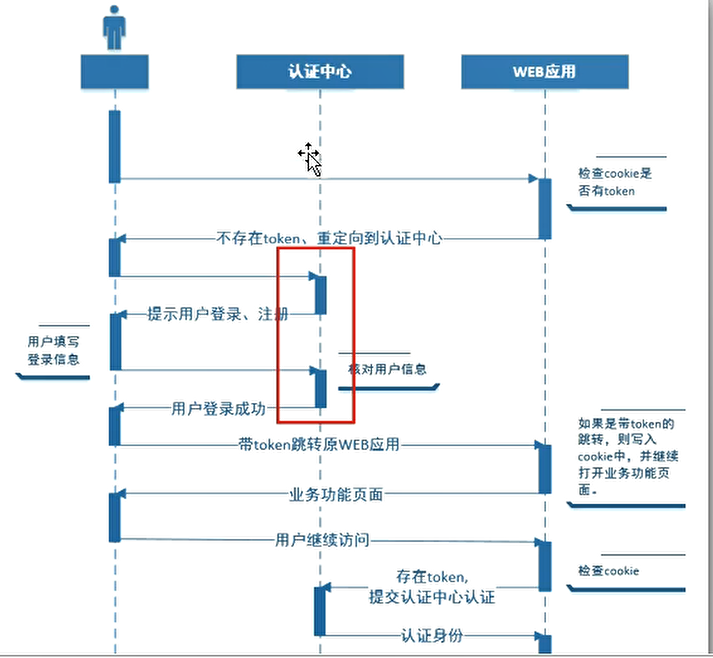 认证中心
WEB应用
检查cookie是
否有token
不存在token、重定向到认证中心
提示用户登录、注册
用户填写
登录信息
核对用户信息
用户登录成功
如果是带token的
跳转，则写入
cookie中，并继续
打开业务功能页
面。
带token跳转原WEB应用
业务功能页面
用户继续访问
检查cookie
存在token,
提交认证中心认证
认证身份